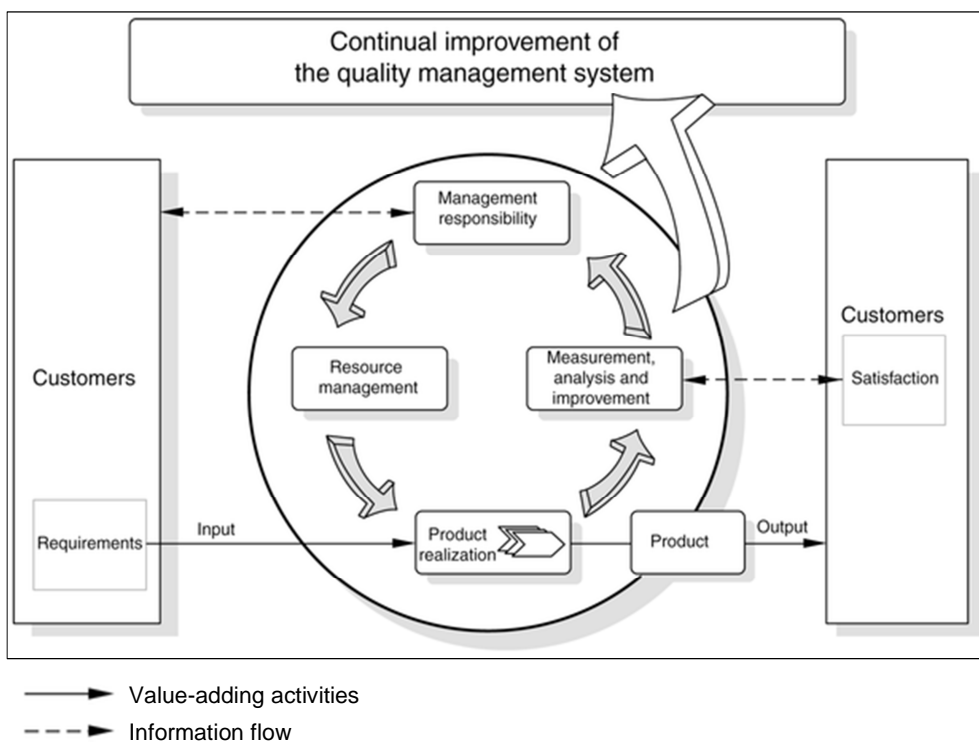 Continual improvement of
the quality management system
Management
responsibility
Customers
Resource
management
Measurement,
analysis and
improvement
Customers
Satisfaction
Requirements
Input
Product
realization
Product
Output
Value-adding activities
Information flow